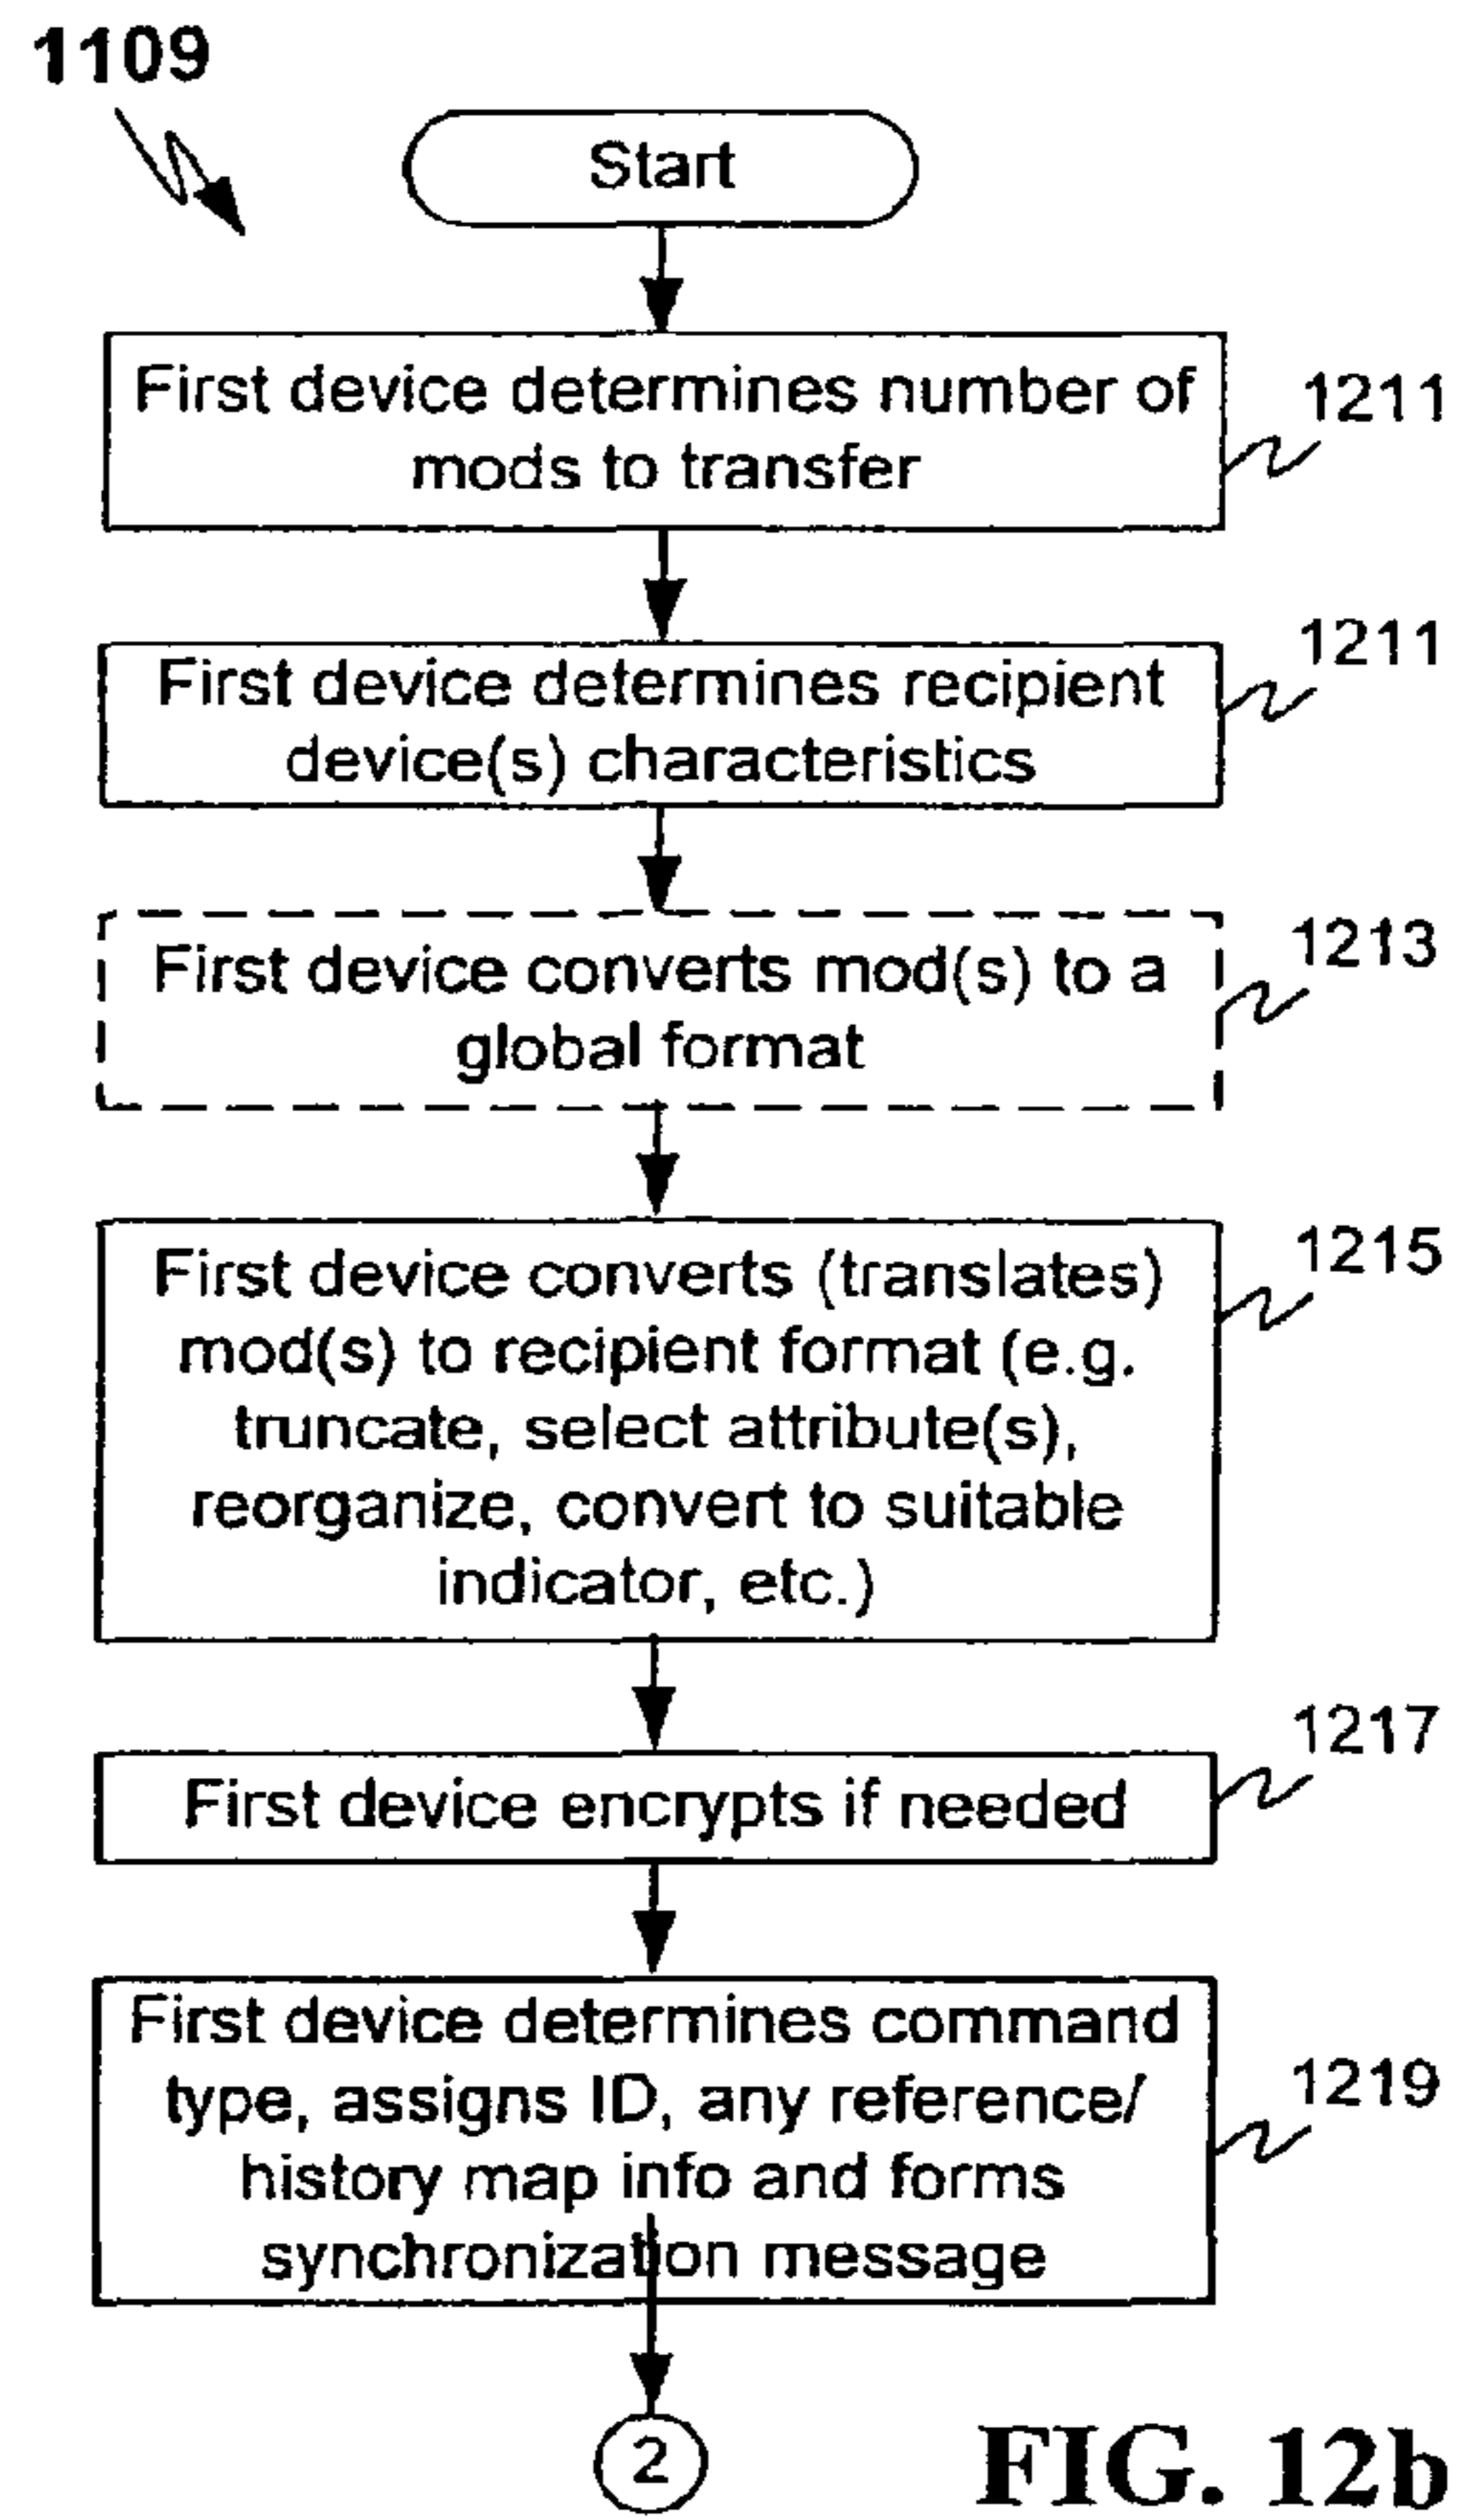 1109
Start
First device determines number of
mods to transfer
1211
First device determines recipient
device(s) characteristics
1211
First device converts mod(s) to a
global format
1213
First device converts (translates)
mod(s) to recipient format (e.g.
truncate, select attribute(s),
reorganize, convert to suitable
indicator, etc.)
1215
First device encrypts if needed
1217
First device determines command
type, assigns ID, any reference/
history map info and forms
synchronization message
1219
2
FIG. 12b